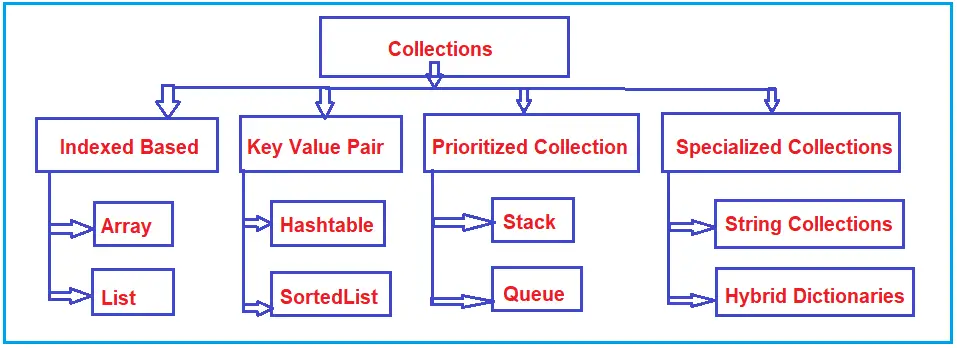 Collections
Indexed Based
Key Value Pair
Prioritized Collection
Specialized Collections
Array
Hashtable
Stack
String Collections
List
SortedList
Queue
Hybrid Dictionaries